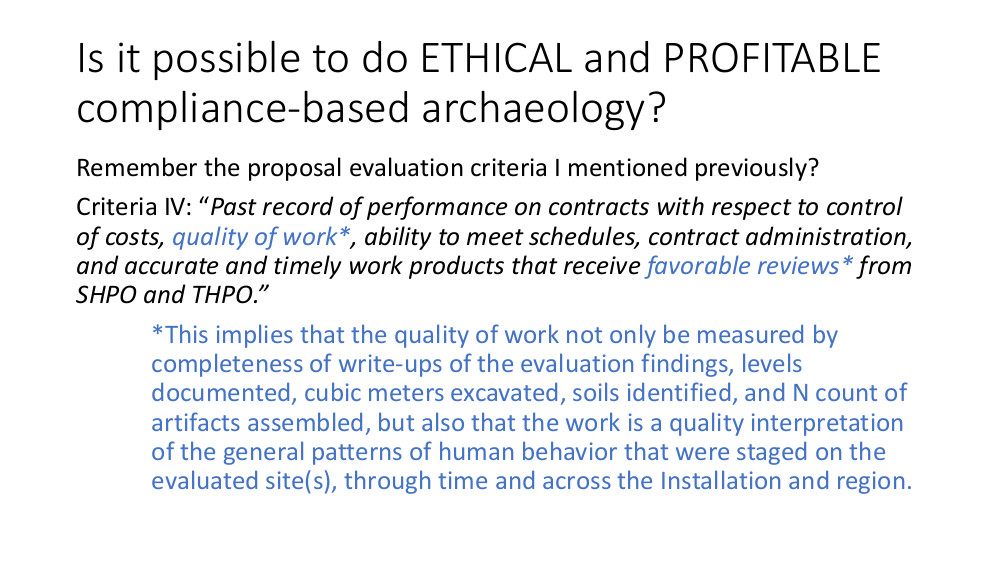 Is it possible to do ETHICAL and PROFITABLE
compliance-based archaeology?
Remember the proposal evaluation criteria I mentioned previously?
Criteria IV: “Past record of performance on contracts with respect to control
of costs, quality of work*, ability to meet schedules, contract administration,
and accurate and timely work products that receive favorable reviews* from
SHPO and THPO.”
*This implies that the quality of work not only be measured by
completeness of write-ups of the evaluation findings, levels
documented, cubic meters excavated, soils identified, and N count of
artifacts assembled, but also that the work is a quality interpretation
of the general patterns of human behavior that were staged on the
evaluated site(s), through time and across the Installation and region.